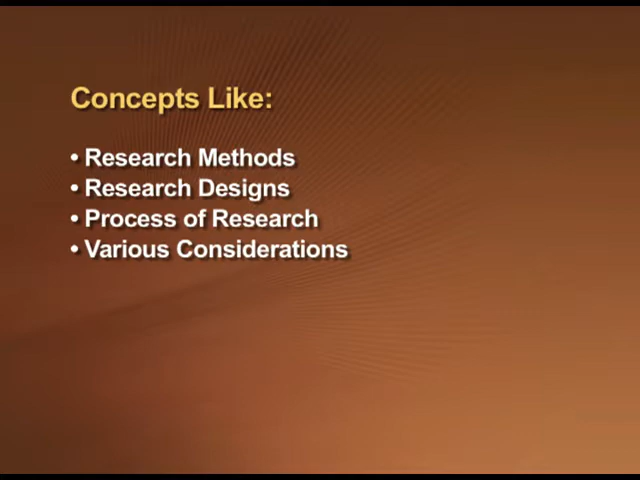 Concepts Like:
• Research Methods
• Research Designs
• Process of Research
• Various Considerations